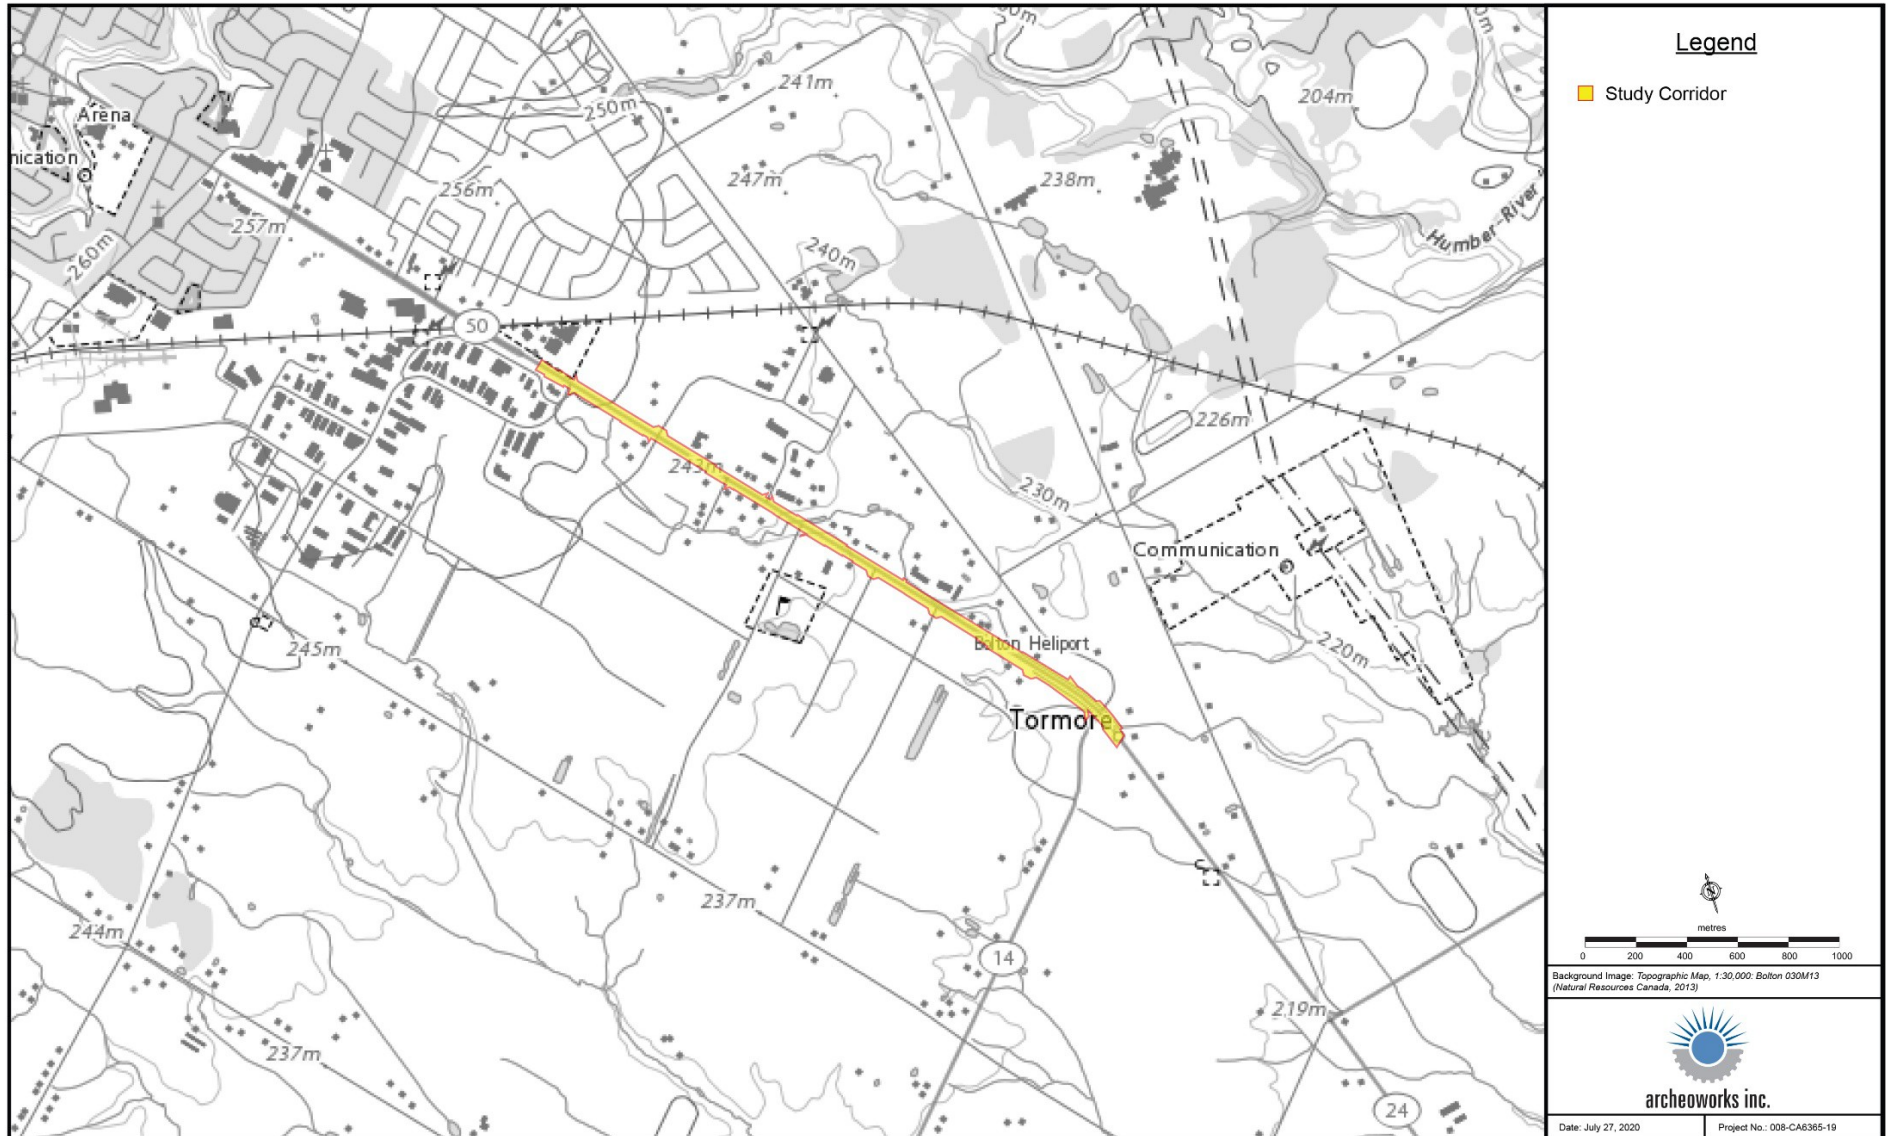 Legend
Study Corridor
0m
0m
241m
204m
250m
Arena
nication
256m
247m
238m
257m
260m
240m
Humber River
50
226m
243m
230m
Communication
245m
Bolton Heliport
220m
Tormore
237m
244m
14
219m
237m
24
N
metres
0 200 400 600 800 1000
Background Image: Topographic Map, 1:30,000: Bolton 030M13
(Natural Resources Canada, 2013)
archeoworks inc.
Date: July 27, 2020
Project No.: 008-CA6365-19